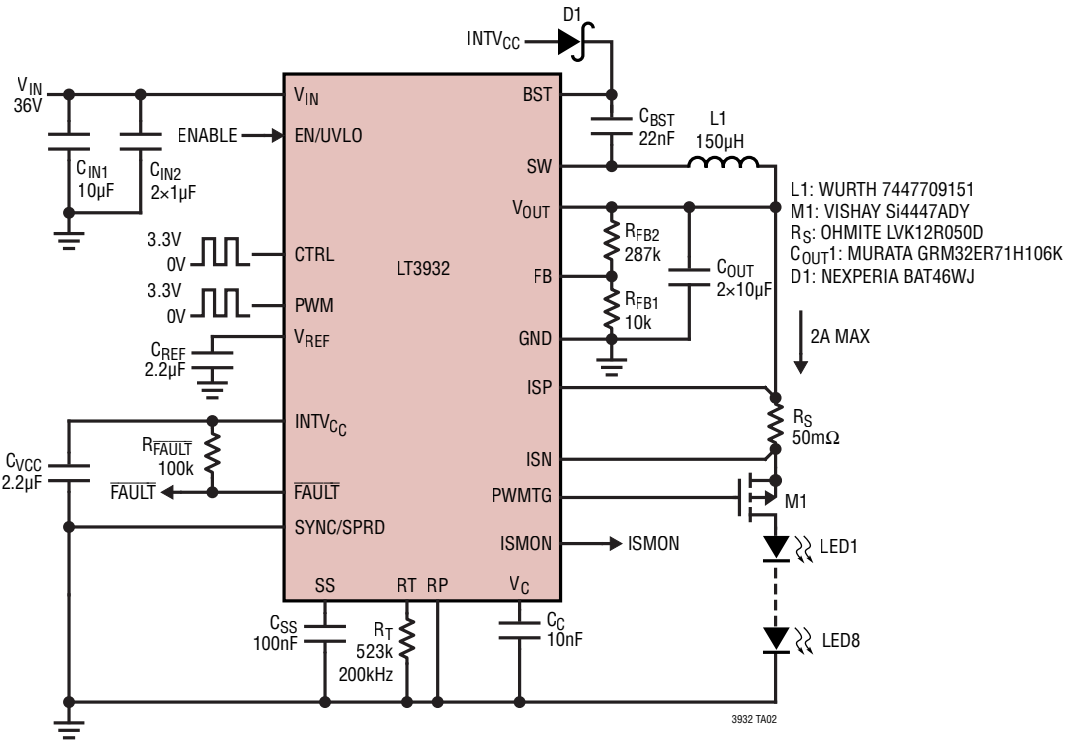 D1
INTVCC
VIN
36V
VIN
BST
CBST
22nF
L1
150µH
ENABLE
EN/UVLO
CIN1
10µF
CIN2
2×1µF
SW
L1: WURTH 7447709151
M1: VISHAY Si4447ADY
RS: OHMITE LVK12R050D
COUT1: MURATA GRM32ER71H106K
D1: NEXPERIA BAT46WJ
VOUT
RFB2
287k
COUT
2×10µF
3.3V
0V
CTRL
LT3932
FB
3.3V
0V
PWM
RFB1
10k
VREF
GND
2A MAX
CREF
2.2µF
ISP
INTVCC
RS
50mΩ
RFAULT
100k
CVCC
2.2µF
ISN
FAULT
FAULT
PWMTG
M1
SYNC/SPRD
ISMON
ISMON
LED1
SS
RT
RP
VC
CSS
100nF
RT
523k
200kHz
CC
10nF
LED8
3932 TA02